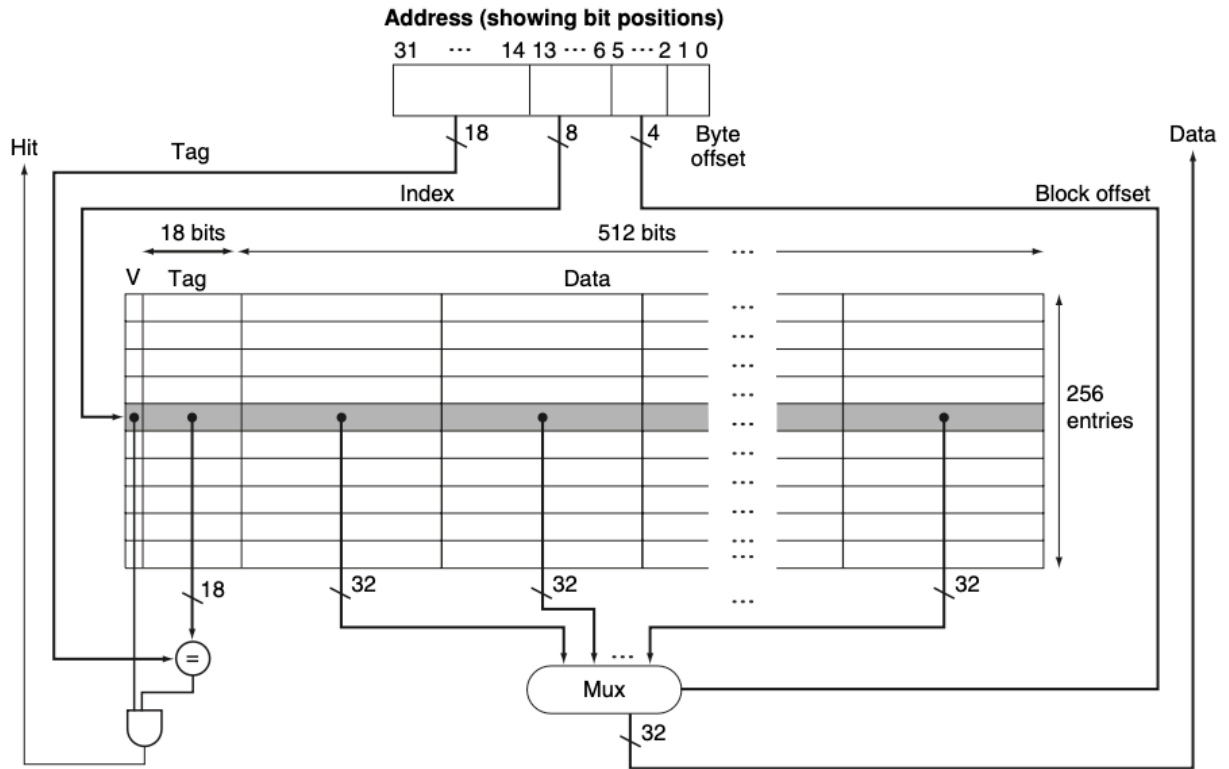 Address (showing bit positions)
31 ... 14 13 ... 6 5 ... 2 1 0
18 8 4 Byte offset
Hit
Tag
Data
Index
Block offset
18 bits
512 bits
...
V
Tag
Data
...
...
...
...
...
256
entries
...
...
...
...
...
18
32
32
...
32
=
...
Mux
32